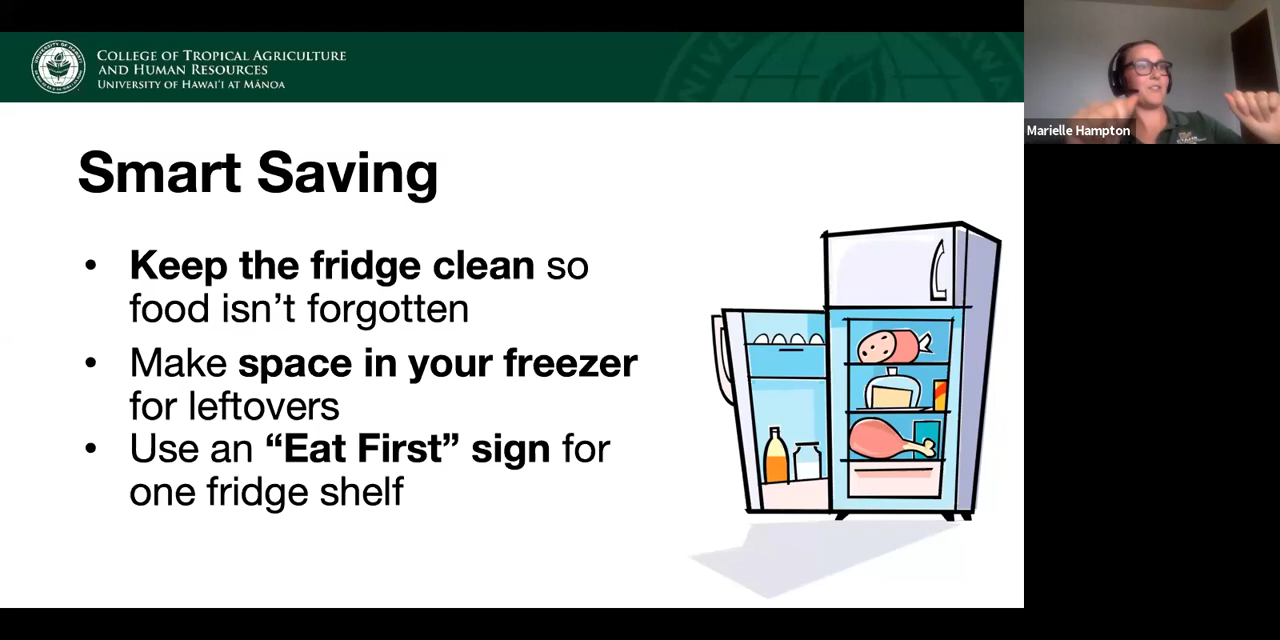 COLLEGE OF TROPICAL AGRICULTURE
AND HUMAN RESOURCES
UNIVERSITY OF HAWAI'I AT MĀNOA
Marielle Hampton
Smart Saving
• Keep the fridge clean so
food isn’t forgotten
• Make space in your freezer
for leftovers
• Use an “Eat First” sign for
one fridge shelf